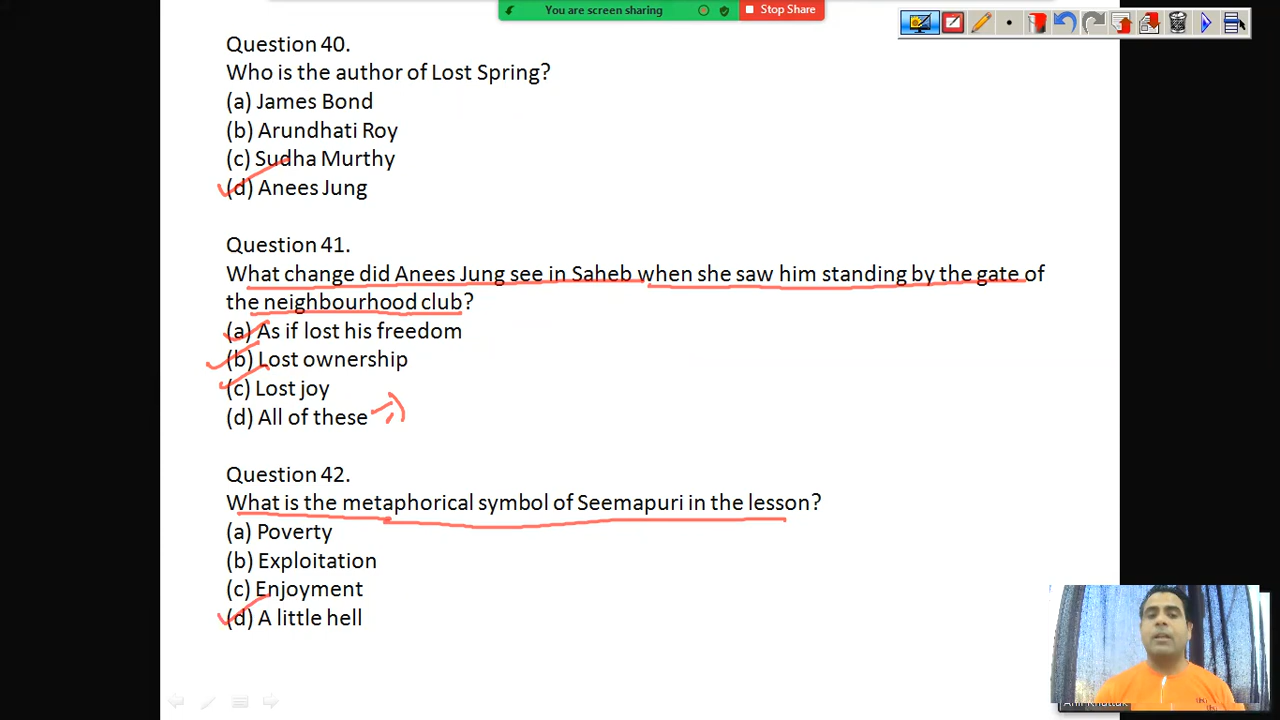 You are screen sharing
Stop Share
Question 40.
Who is the author of Lost Spring?
(a) James Bond
(b) Arundhati Roy
(c) Sudha Murthy
(d) Anees Jung
Question 41.
What change did Anees Jung see in Saheb when she saw him standing by the gate of
the neighbourhood club?
(a) As if lost his freedom
(b) Lost ownership
(c) Lost joy
(d) All of these
Question 42.
What is the metaphorical symbol of Seemapuri in the lesson?
(a) Poverty
(b) Exploitation
(c) Enjoyment
(d) A little hell